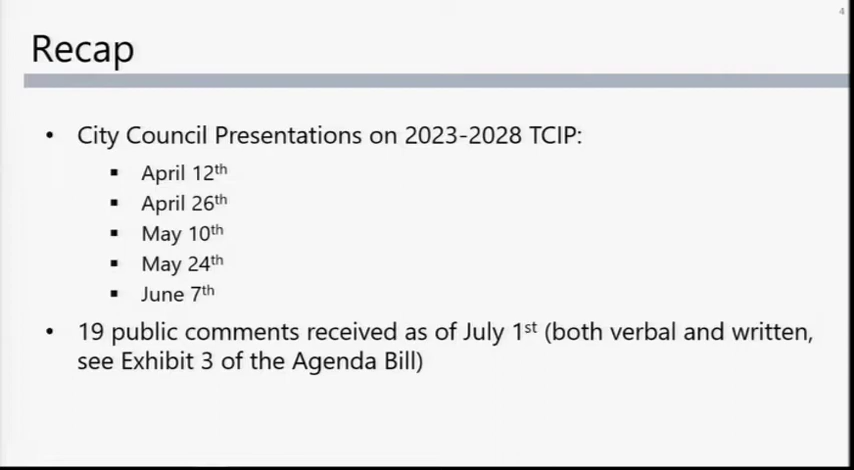 4
Recap
• City Council Presentations on 2023-2028 TCIP:
▪ April 12th
▪ April 26th
▪ May 10th
▪ May 24th
▪ June 7th
• 19 public comments received as of July 1st (both verbal and written,
see Exhibit 3 of the Agenda Bill)